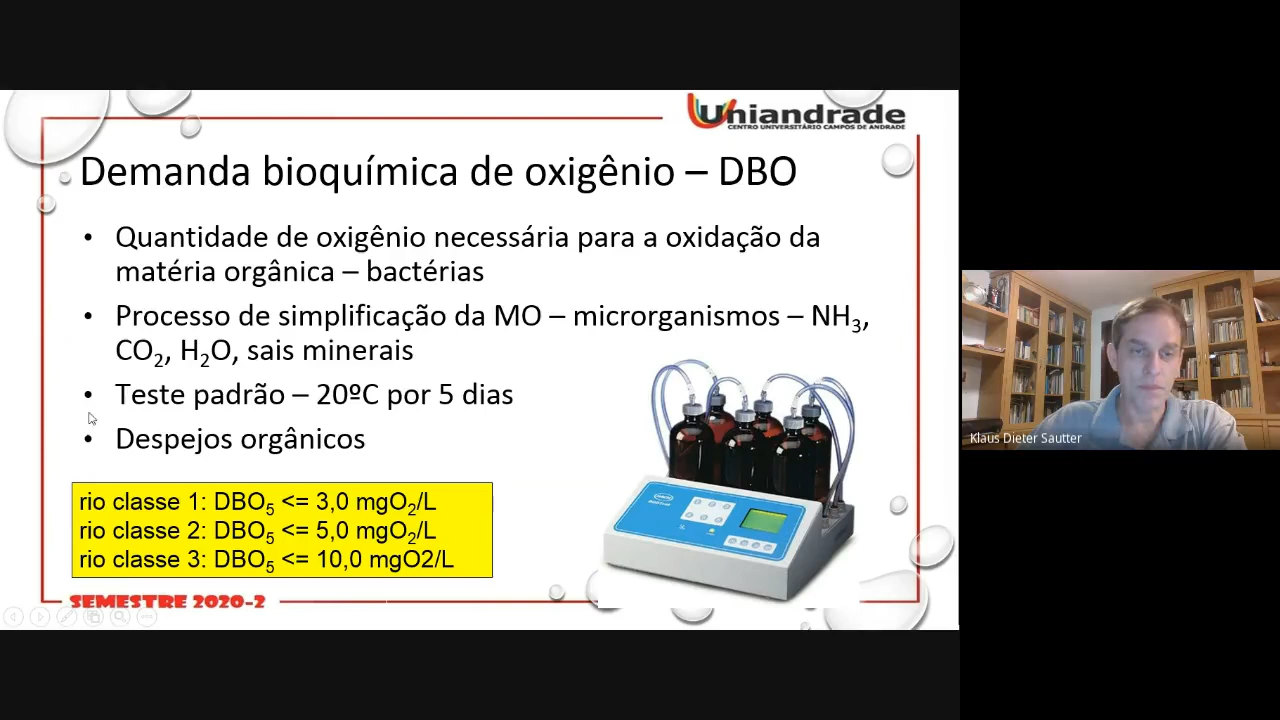 Uniandrade
CENTRO UNIVERSITÁRIO CAMPOS DE ANDRADE
Demanda bioquímica de oxigênio – DBO
• Quantidade de oxigênio necessária para a oxidação da
matéria orgânica – bactérias
• Processo de simplificação da MO – microrganismos – NH₃,
CO₂, H₂O, sais minerais
• Teste padrão – 20ºC por 5 dias
• Despejos orgânicos
rio classe 1: DBO₅ <= 3,0 mgO₂/L
rio classe 2: DBO₅ <= 5,0 mgO₂/L
rio classe 3: DBO₅ <= 10,0 mgO2/L
SEMESTRE 2020-2
Klaus Dieter Sautter